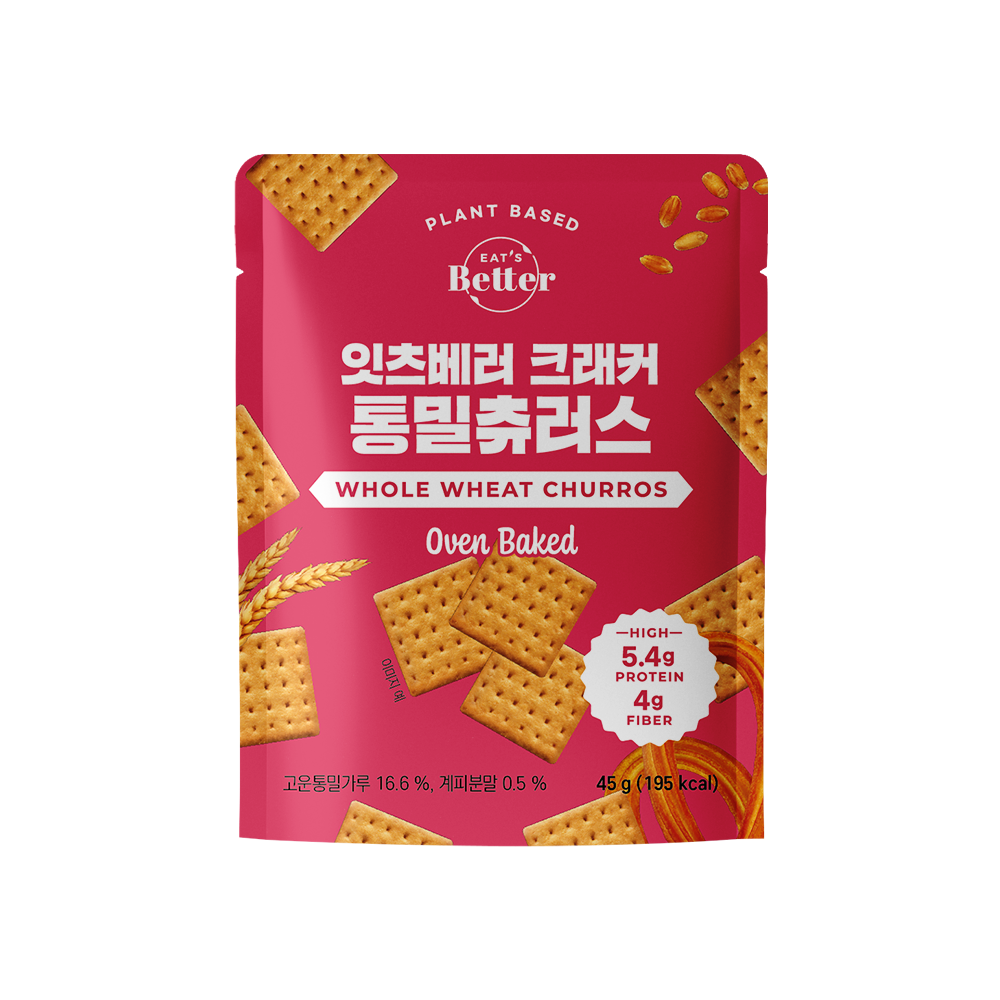 PLANT BASED
EAT'S
Better
잇츠베러 크래커
통밀츄러스
WHOLE WHEAT CHURROS
Oven Baked
이미지 예
HIGH
5.4g
PROTEIN
4g
FIBER
고운통밀가루 16.6 %, 계피분말 0.5 %
45 g (195 kcal)